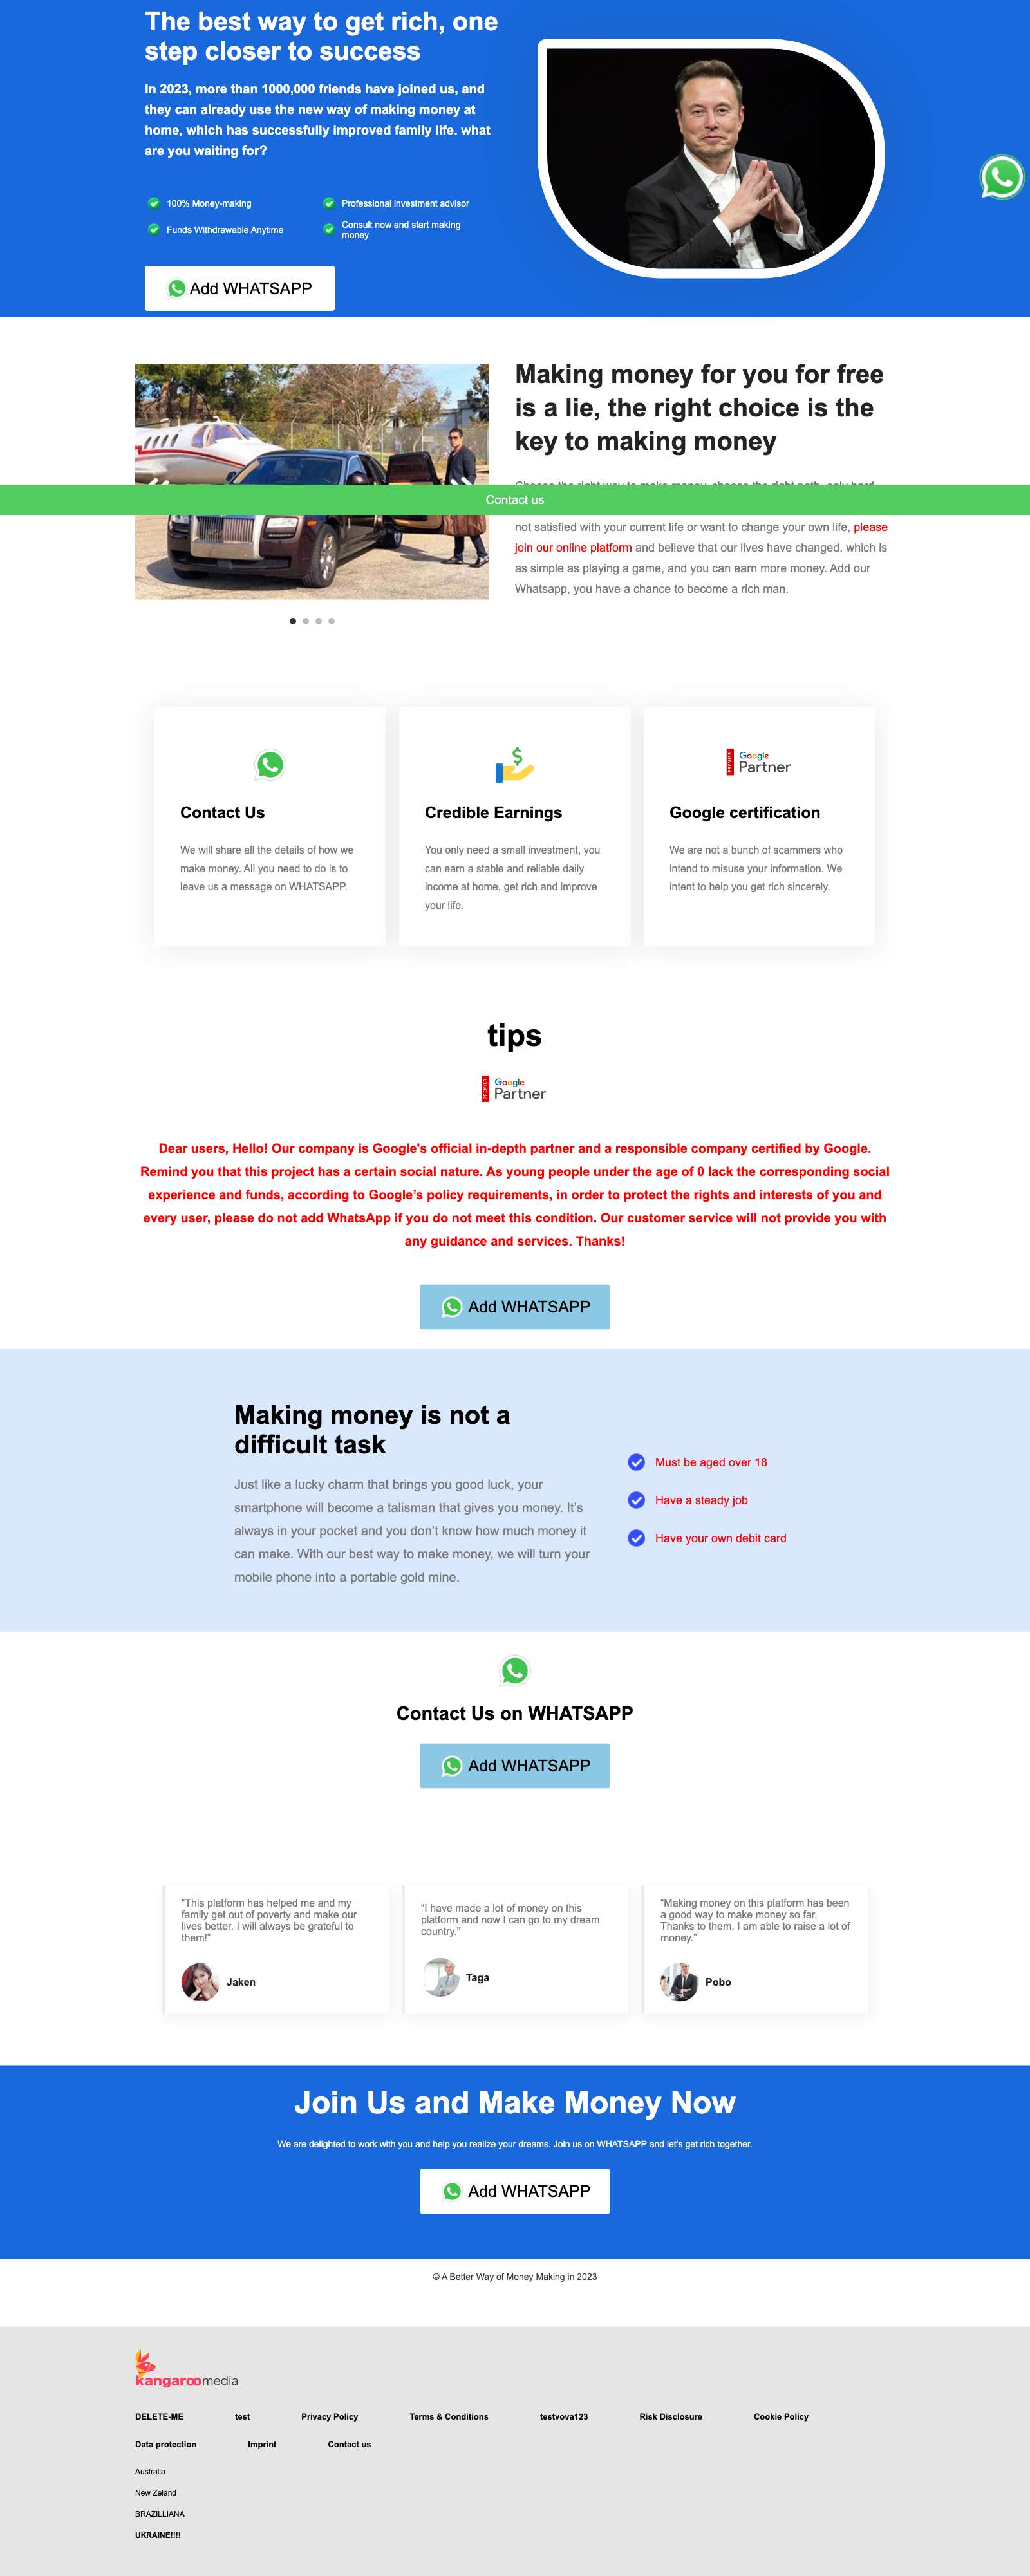 The best way to get rich, one
step closer to success
In 2023, more than 1000,000 friends have joined us, and
they can already use the new way of making money at
home, which has successfully improved family life. what
are you waiting for?
100% Money-making
Professional investment advisor
Funds Withdrawable Anytime
Consult now and start making
money
Add WHATSAPP
Making money for you for free
is a lie, the right choice is the
key to making money
Contact us
not satisfied with your current life or want to change your own life, please
join our online platform and believe that our lives have changed. which is
as simple as playing a game, and you can earn more money. Add our
Whatsapp, you have a chance to become a rich man.
Contact Us
We will share all the details of how we
make money. All you need to do is to
leave us a message on WHATSAPP.
Credible Earnings
You only need a small investment, you
can earn a stable and reliable daily
income at home, get rich and improve
your life.
PREMIER
Google
Partner
Google certification
We are not a bunch of scammers who
intend to misuse your information. We
intent to help you get rich sincerely.
tips
PREMIER
Google
Partner
Dear users, Hello! Our company is Google's official in-depth partner and a responsible company certified by Google.
Remind you that this project has a certain social nature. As young people under the age of 0 lack the corresponding social
experience and funds, according to Google’s policy requirements, in order to protect the rights and interests of you and
every user, please do not add WhatsApp if you do not meet this condition. Our customer service will not provide you with
any guidance and services. Thanks!
Add WHATSAPP
Making money is not a
difficult task
Just like a lucky charm that brings you good luck, your
smartphone will become a talisman that gives you money. It’s
always in your pocket and you don’t know how much money it
can make. With our best way to make money, we will turn your
mobile phone into a portable gold mine.
Must be aged over 18
Have a steady job
Have your own debit card
Contact Us on WHATSAPP
Add WHATSAPP
“This platform has helped me and my
family get out of poverty and make our
lives better. I will always be grateful to
them!”
Jaken
“I have made a lot of money on this
platform and now I can go to my dream
country.”
Taga
“Making money on this platform has been
a good way to make money so far.
Thanks to them, I am able to raise a lot of
money.”
Pobo
Join Us and Make Money Now
We are delighted to work with you and help you realize your dreams. Join us on WHATSAPP and let’s get rich together.
Add WHATSAPP
© A Better Way of Money Making in 2023
kangaroomedia
DELETE-ME test Privacy Policy Terms & Conditions testvova123 Risk Disclosure Cookie Policy
Data protection Imprint Contact us
Australia
New Zeland
BRAZILLIANA
UKRAINE!!!!